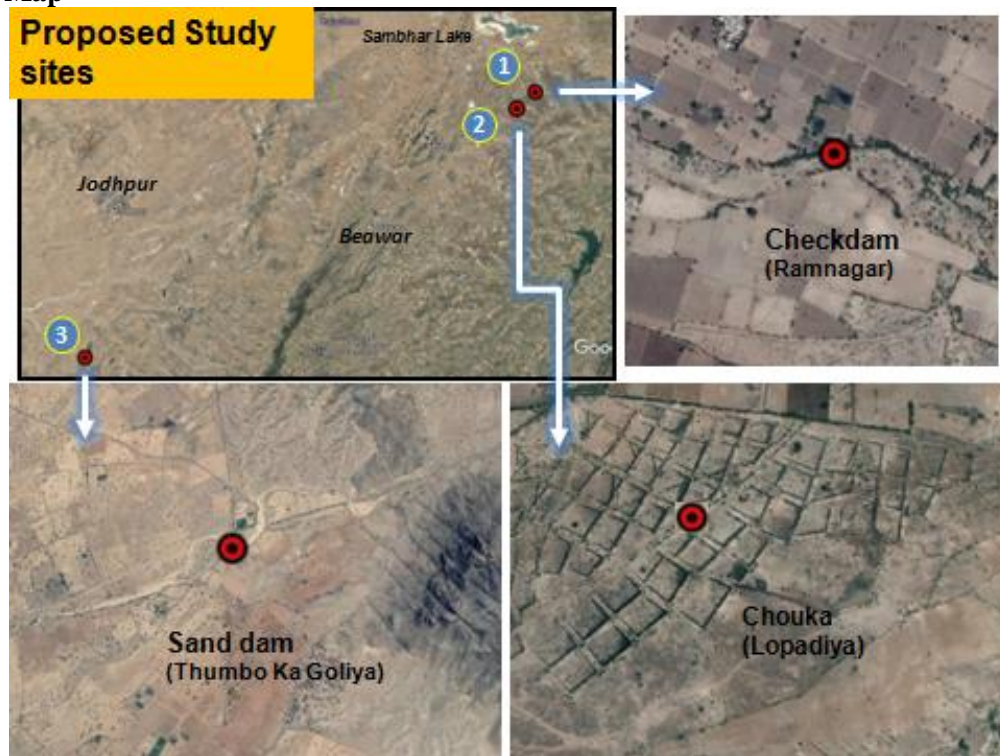 Map
Proposed Study
sites
Sambhar Lake
1
2
Jodhpur
Beawar
3
Goo
Checkdam
(Ramnagar)
Sand dam
(Thumbo Ka Goliya)
Chouka
(Lopadiya)